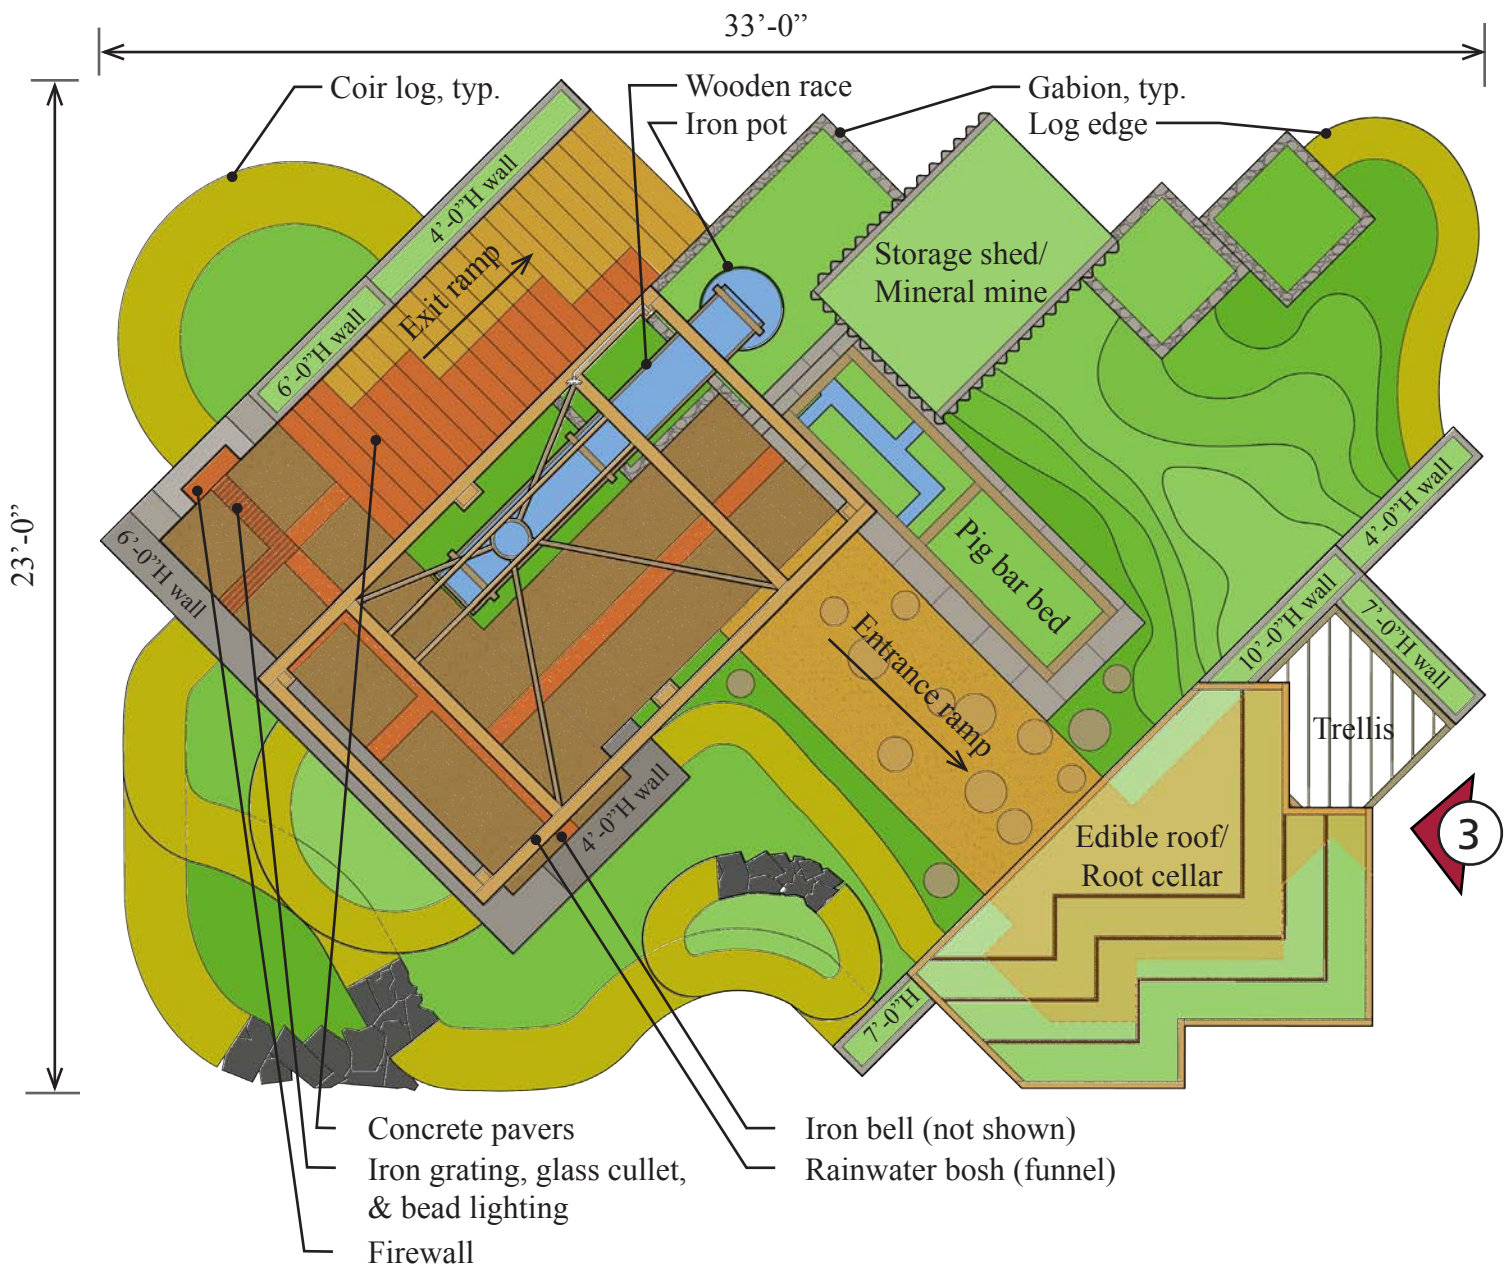 33’-0”
Coir log, typ.
Wooden race
Iron pot
Gabion, typ.
Log edge
4’-0”H wall
6’-0”H wall
Exit ramp
Storage shed/
Mineral mine
23’-0”
6’-0”H wall
Pig bar bed
Entrance ramp
4’-0”H wall
10’-0”H wall
7’-0”H wall
Trellis
4’-0”H wall
Edible roof/
Root cellar
3
7’-0”H
Concrete pavers
Iron grating, glass cullet,
& bead lighting
Firewall
Iron bell (not shown)
Rainwater bosh (funnel)